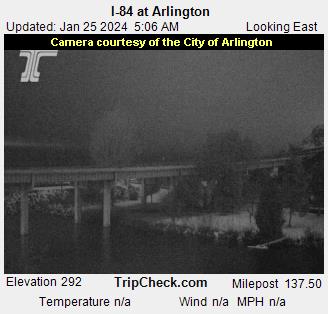 I-84 at Arlington
Updated: Jan 25 2024 5:06 AM Looking East
Camera courtesy of the City of Arlington
Elevation 292 TripCheck.com Milepost 137.50
Temperature n/a Wind n/a MPH n/a